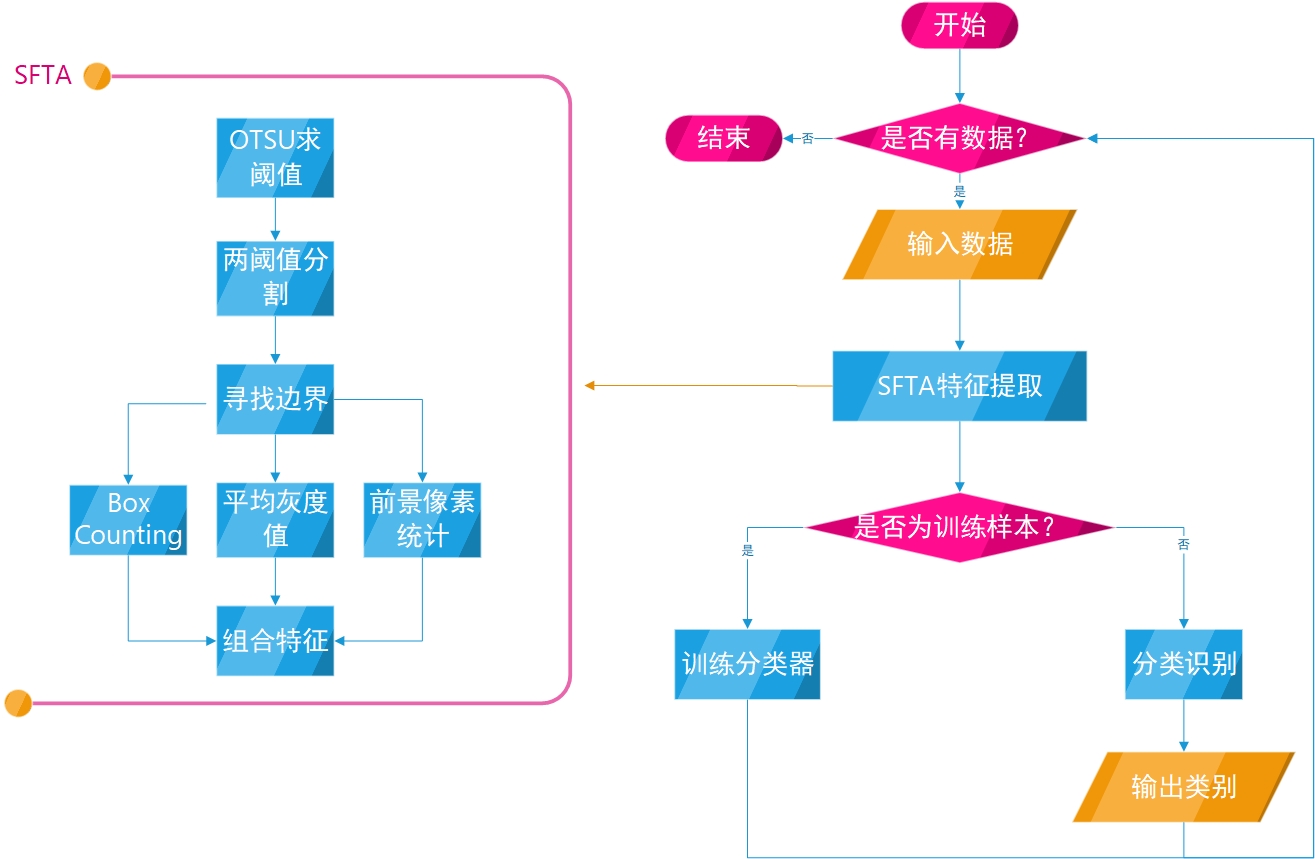 SFTA
OTSU求
阈值
两阈值分
割
寻找边界
Box
Counting
平均灰度
值
前景像素
统计
组合特征
开始
是否有数据？
否
结束
是
输入数据
SFTA特征提取
是否为训练样本？
是
否
训练分类器
分类识别
输出类别